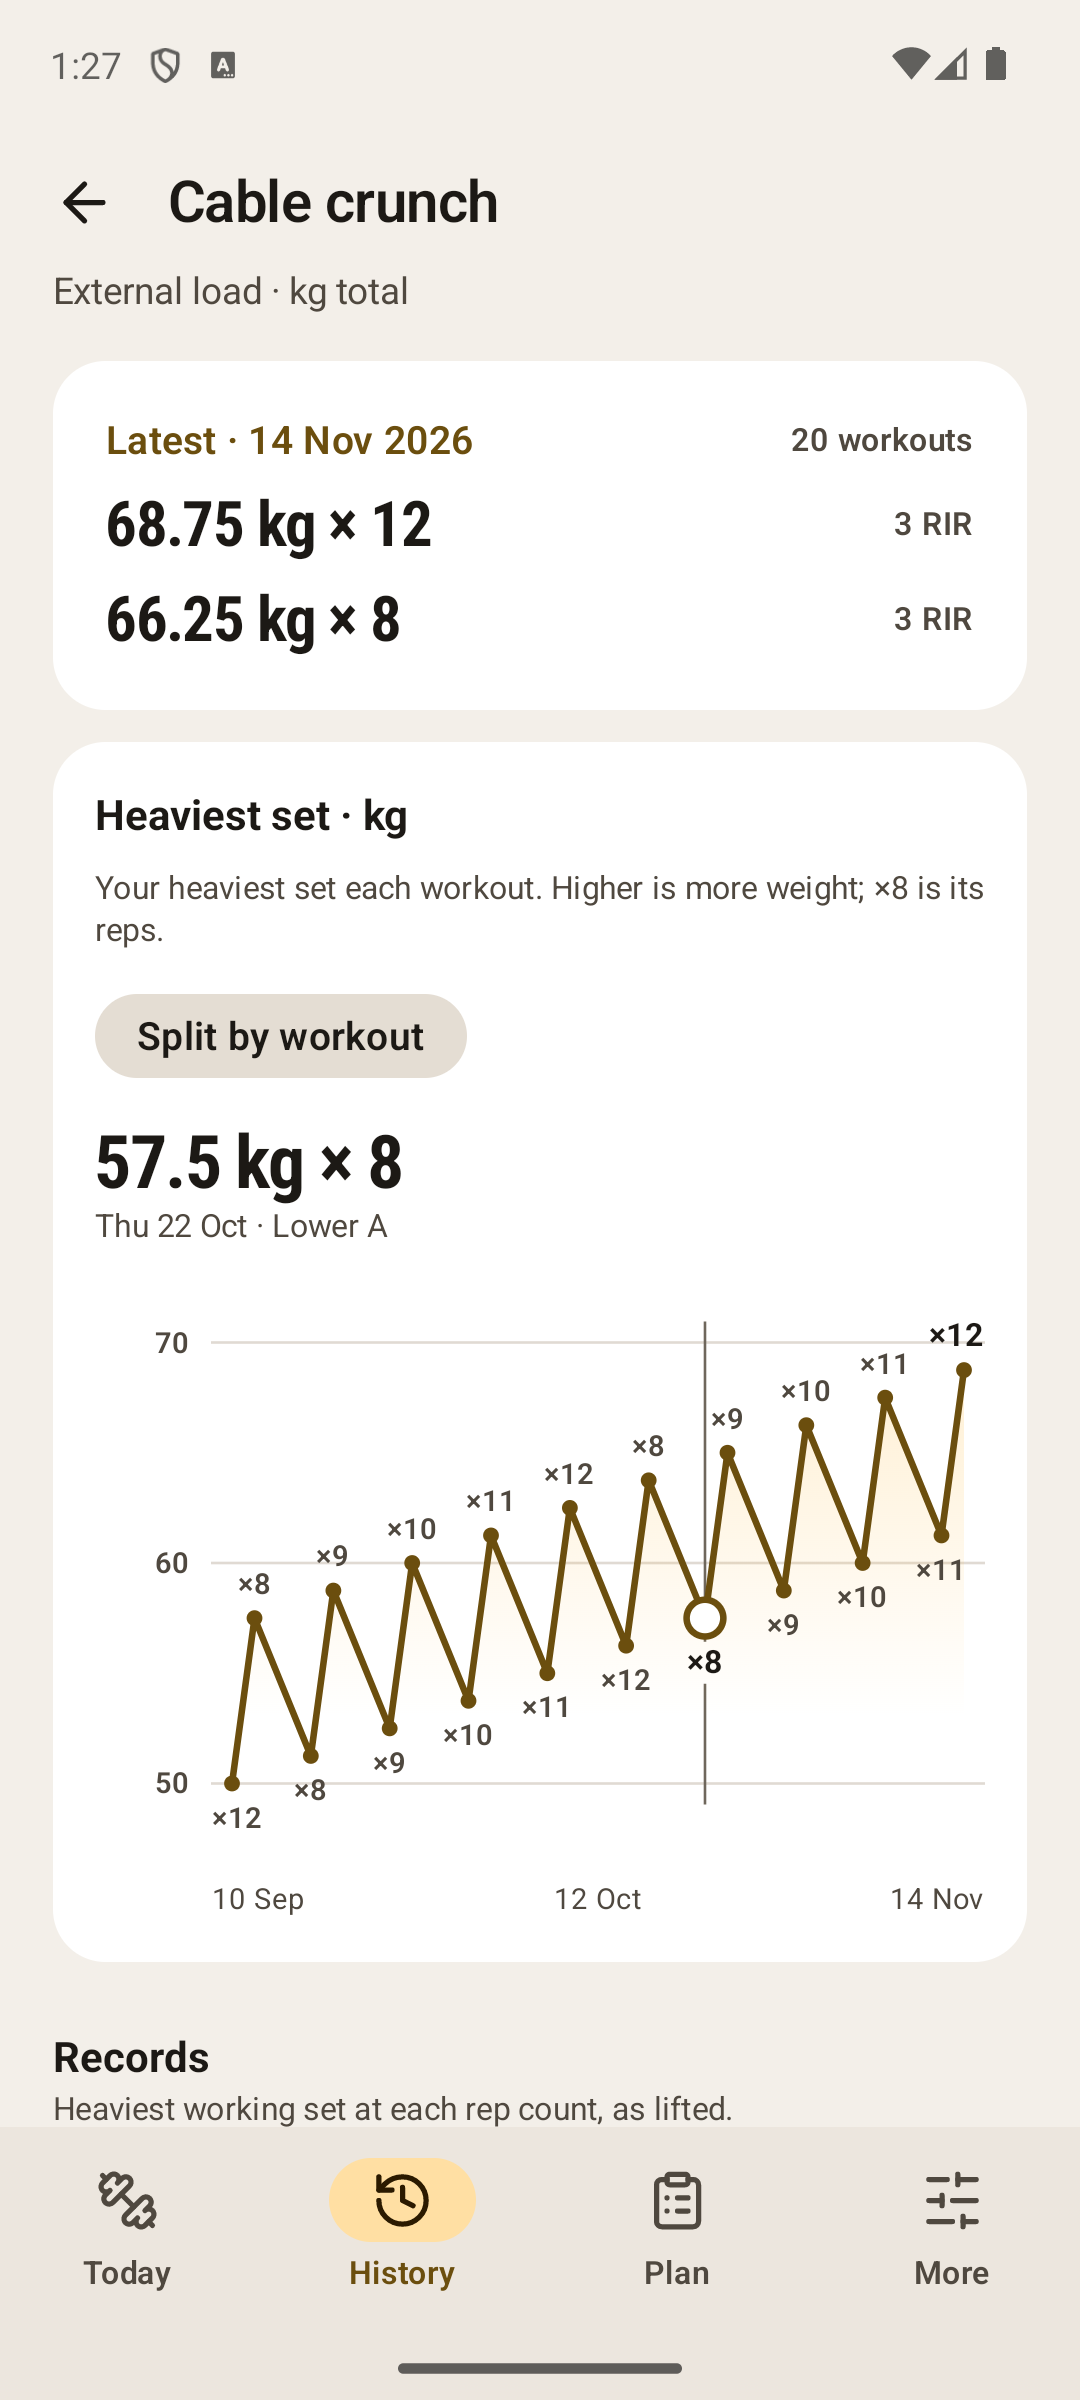 1:27
Cable crunch
External load · kg total
Latest · 14 Nov 2026
20 workouts
68.75 kg × 12
3 RIR
66.25 kg × 8
3 RIR
Heaviest set · kg
Your heaviest set each workout. Higher is more weight; ×8 is its
reps.
Split by workout
57.5 kg × 8
Thu 22 Oct · Lower A
70
60
50
×12
×8
×8
×9
×9
×10
×10
×11
×11
×12
×12
×8
×8
×9
×9
×10
×10
×11
×11
×12
10 Sep
12 Oct
14 Nov
Records
Heaviest working set at each rep count, as lifted.
Today
History
Plan
More